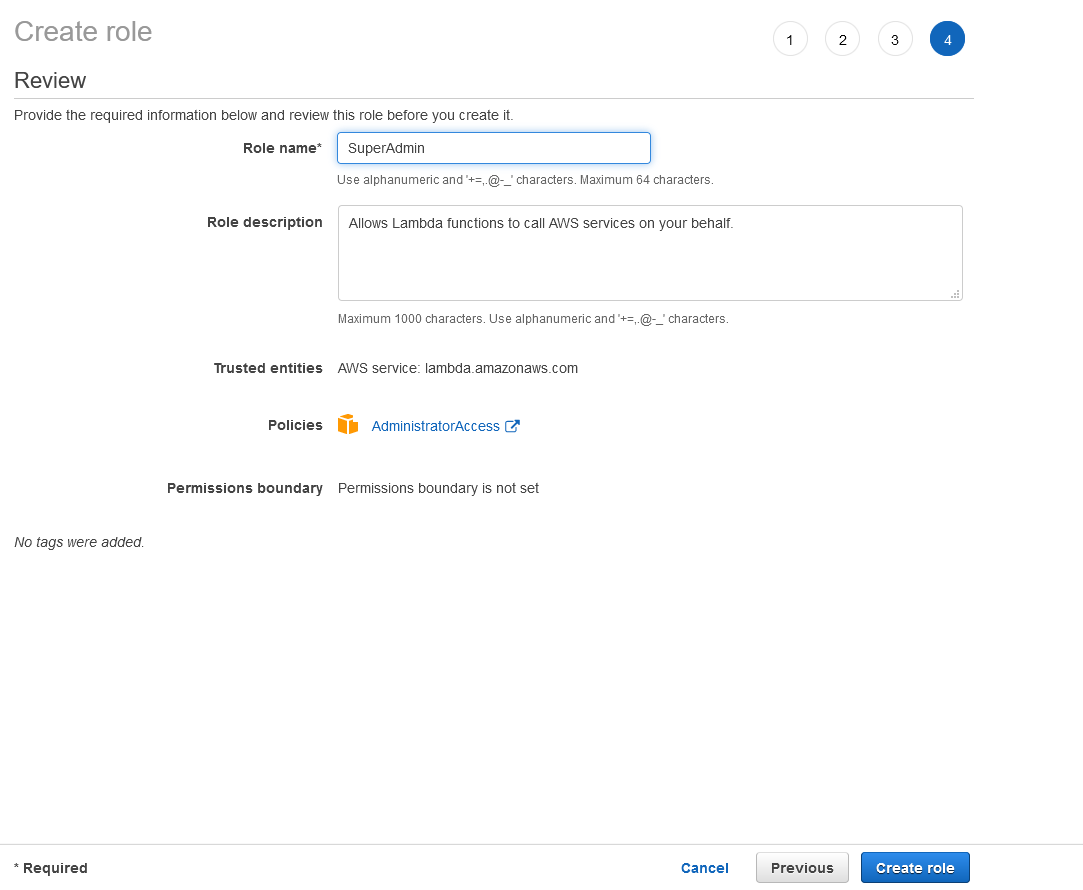 Create role
1 2 3 4
Review
Provide the required information below and review this role before you create it.
Role name* SuperAdmin
Use alphanumeric and '+=,.@-_' characters. Maximum 64 characters.
Role description Allows Lambda functions to call AWS services on your behalf.
Maximum 1000 characters. Use alphanumeric and '+=,.@-_' characters.
Trusted entities AWS service: lambda.amazonaws.com
Policies AdministratorAccess
Permissions boundary Permissions boundary is not set
No tags were added.
* Required Cancel Previous Create role